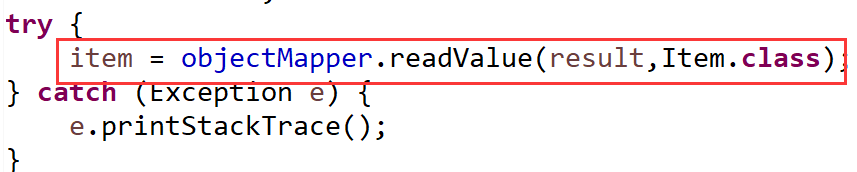 try {
item = objectMapper.readValue(result,Item.class);
} catch (Exception e) {
e.printStackTrace();
}